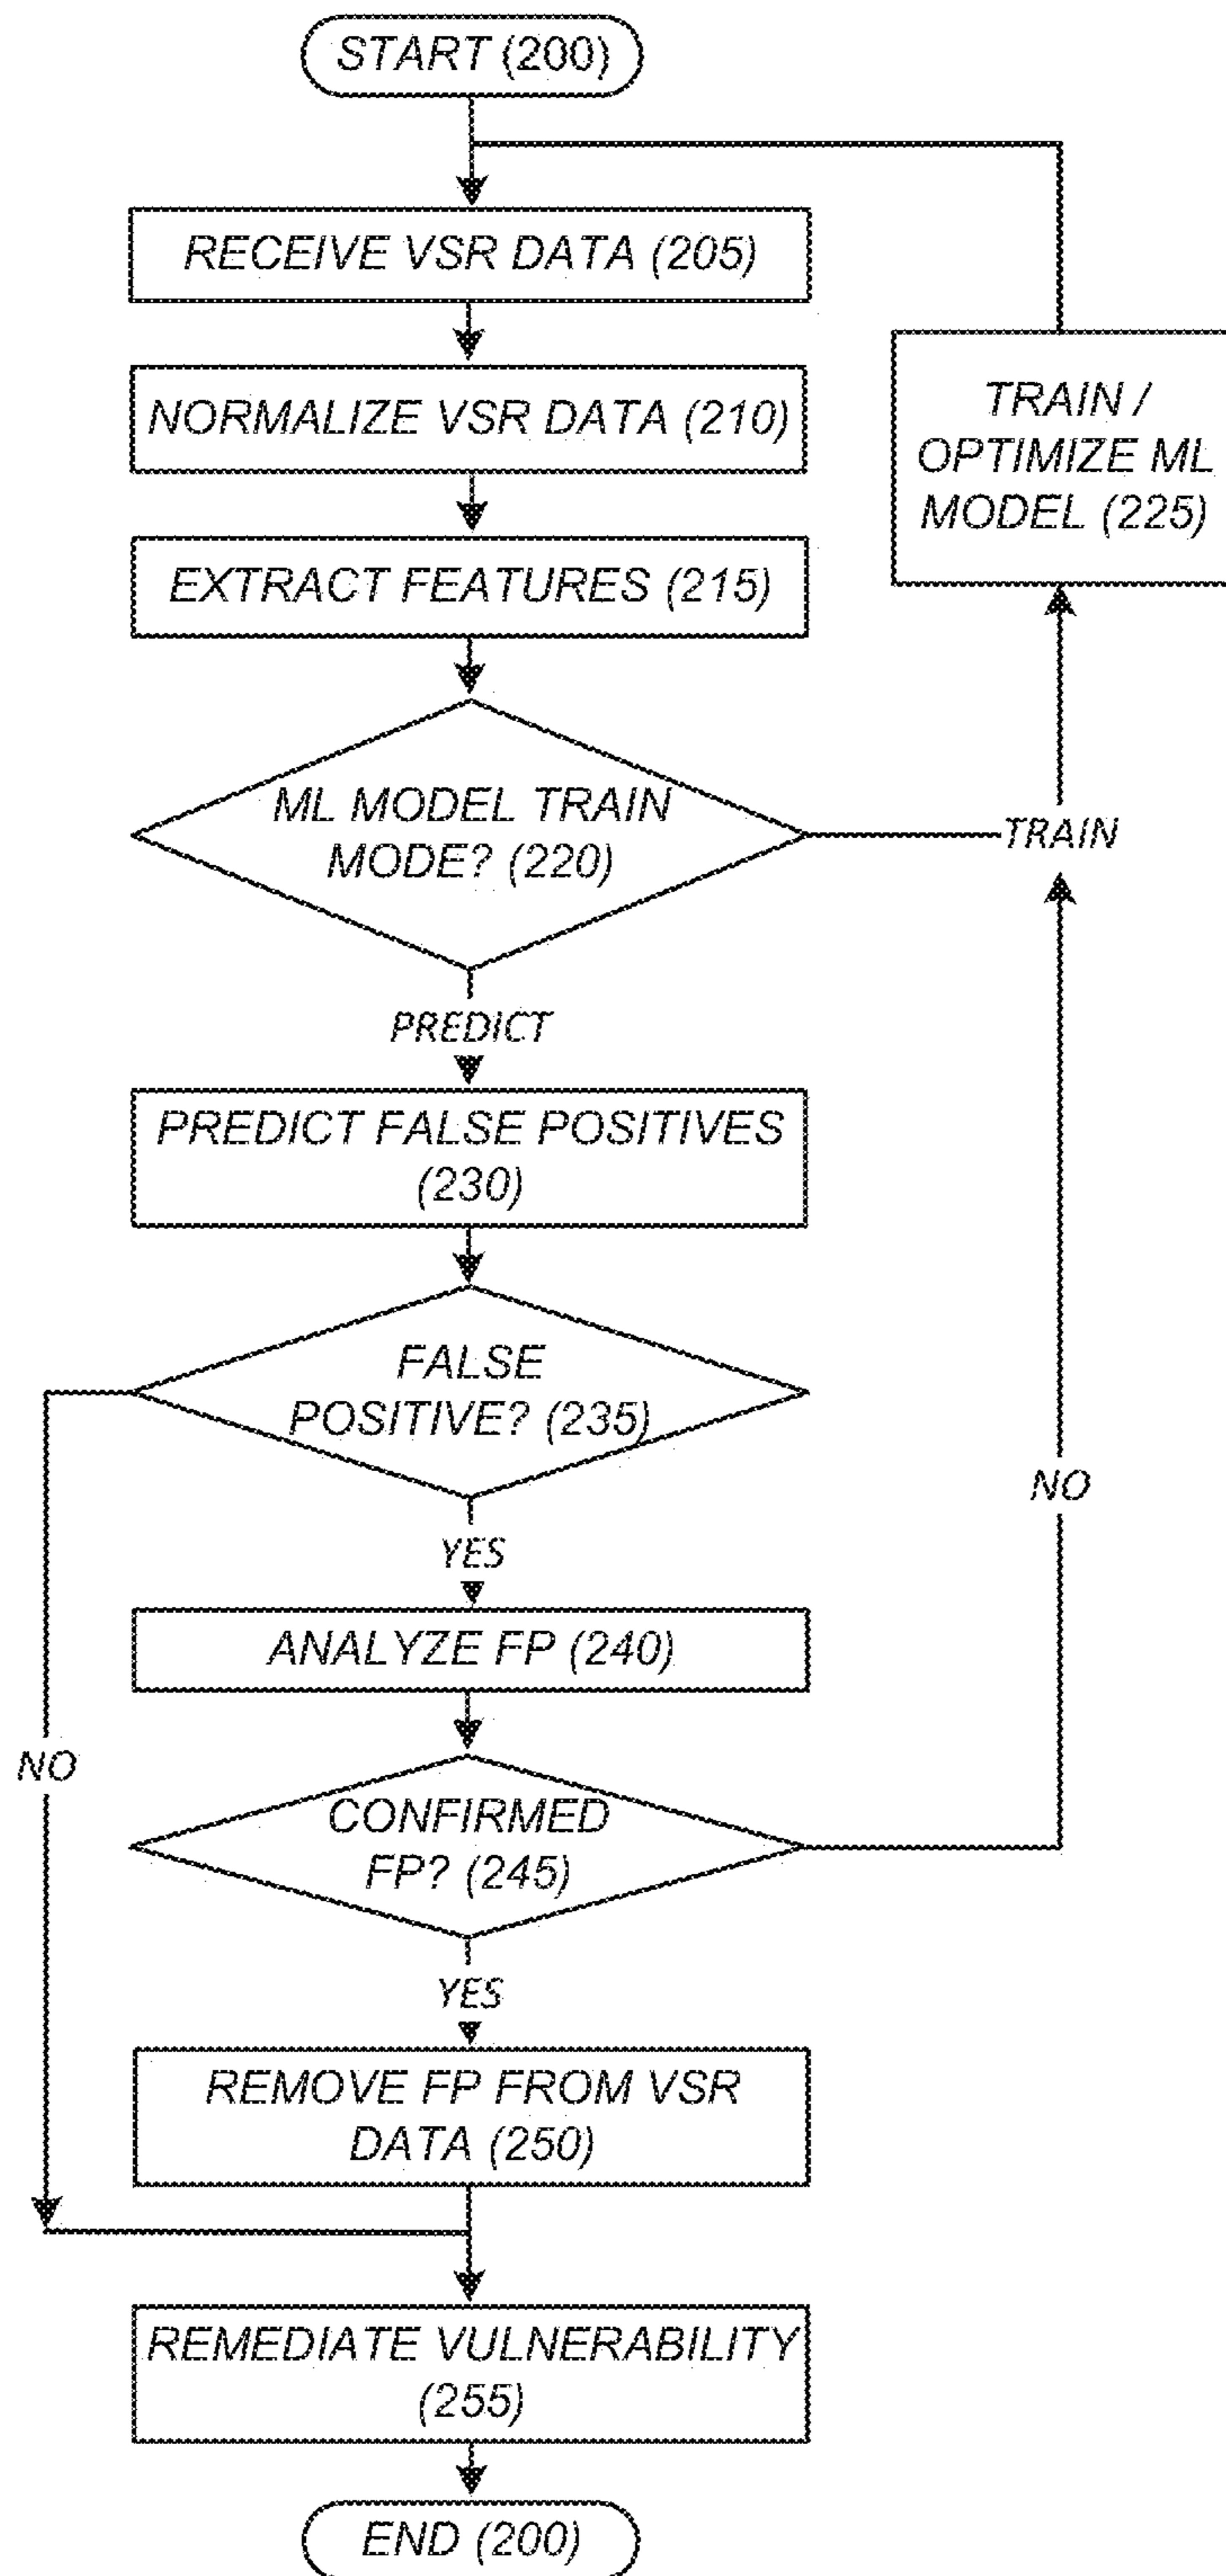 START (200)
RECEIVE VSR DATA (205)
NORMALIZE VSR DATA (210)
TRAIN /
OPTIMIZE ML
MODEL (225)
EXTRACT FEATURES (215)
ML MODEL TRAIN
MODE? (220)
TRAIN
PREDICT
PREDICT FALSE POSITIVES
(230)
FALSE
POSITIVE? (235)
NO
YES
ANALYZE FP (240)
NO
CONFIRMED
FP? (245)
YES
REMOVE FP FROM VSR
DATA (250)
REMEDIATE VULNERABILITY
(255)
END (200)